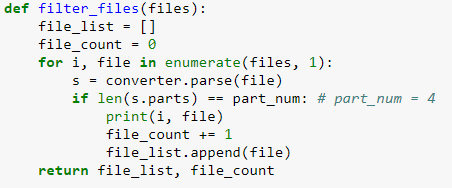 def filter_files(files):
    file_list = []
    file_count = 0
    for i, file in enumerate(files, 1):
        s = converter.parse(file)
        if len(s.parts) == part_num: # part_num = 4
            print(i, file)
            file_count += 1
            file_list.append(file)
    return file_list, file_count